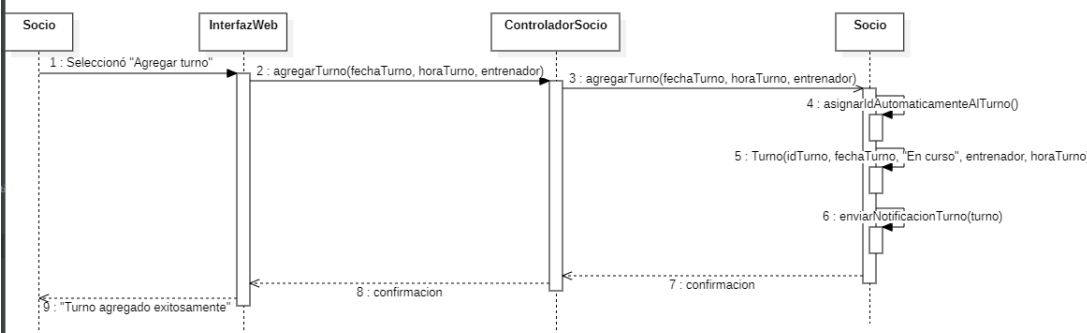 Socio
InterfazWeb
ControladorSocio
Socio
1 : Seleccionó "Agregar turno"
2 : agregarTurno(fechaTurno, horaTurno, entrenador)
3 : agregarTurno(fechaTurno, horaTurno, entrenador)
4 : asignarIdAutomaticamenteAlTurno()
5 : Turno(idTurno, fechaTurno, "En curso", entrenador, horaTurno)
6 : enviarNotificacionTurno(turno)
7 : confirmacion
8 : confirmacion
9 : "Turno agregado exitosamente"